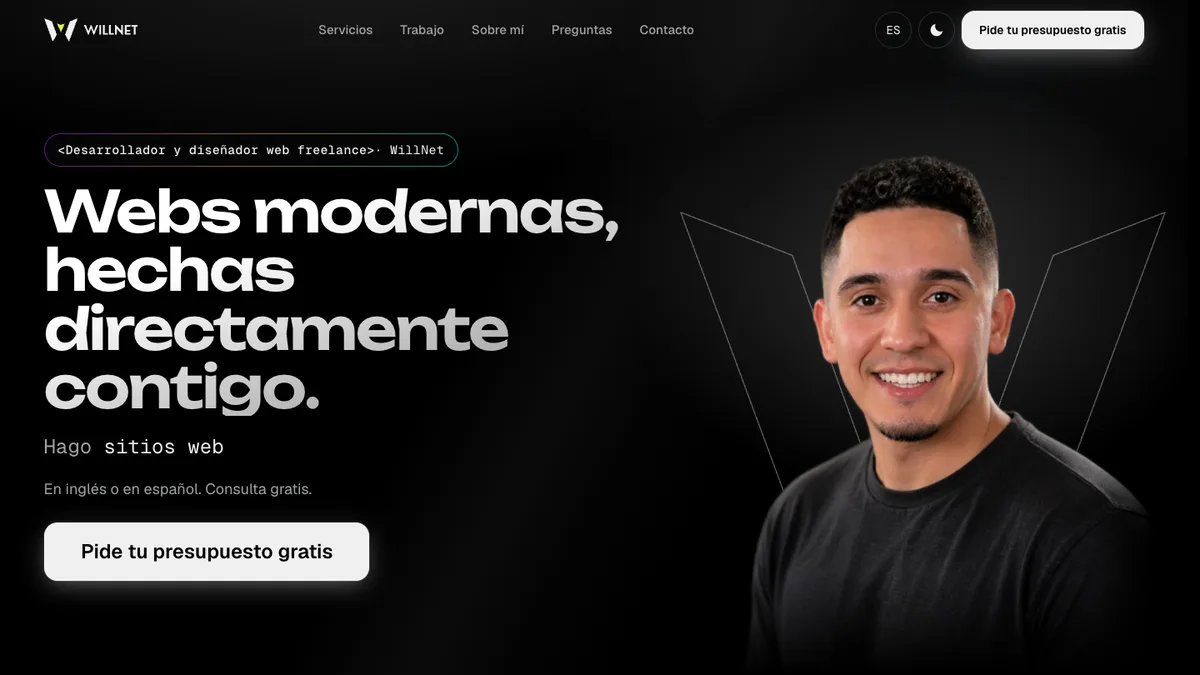 WILLNET
Servicios
Trabajo
Sobre mí
Preguntas
Contacto
ES
Pide tu presupuesto gratis
<Desarrollador y diseñador web freelance>· WillNet
Webs modernas,
hechas
directamente
contigo.
Hago sitios web
En inglés o en español. Consulta gratis.
Pide tu presupuesto gratis